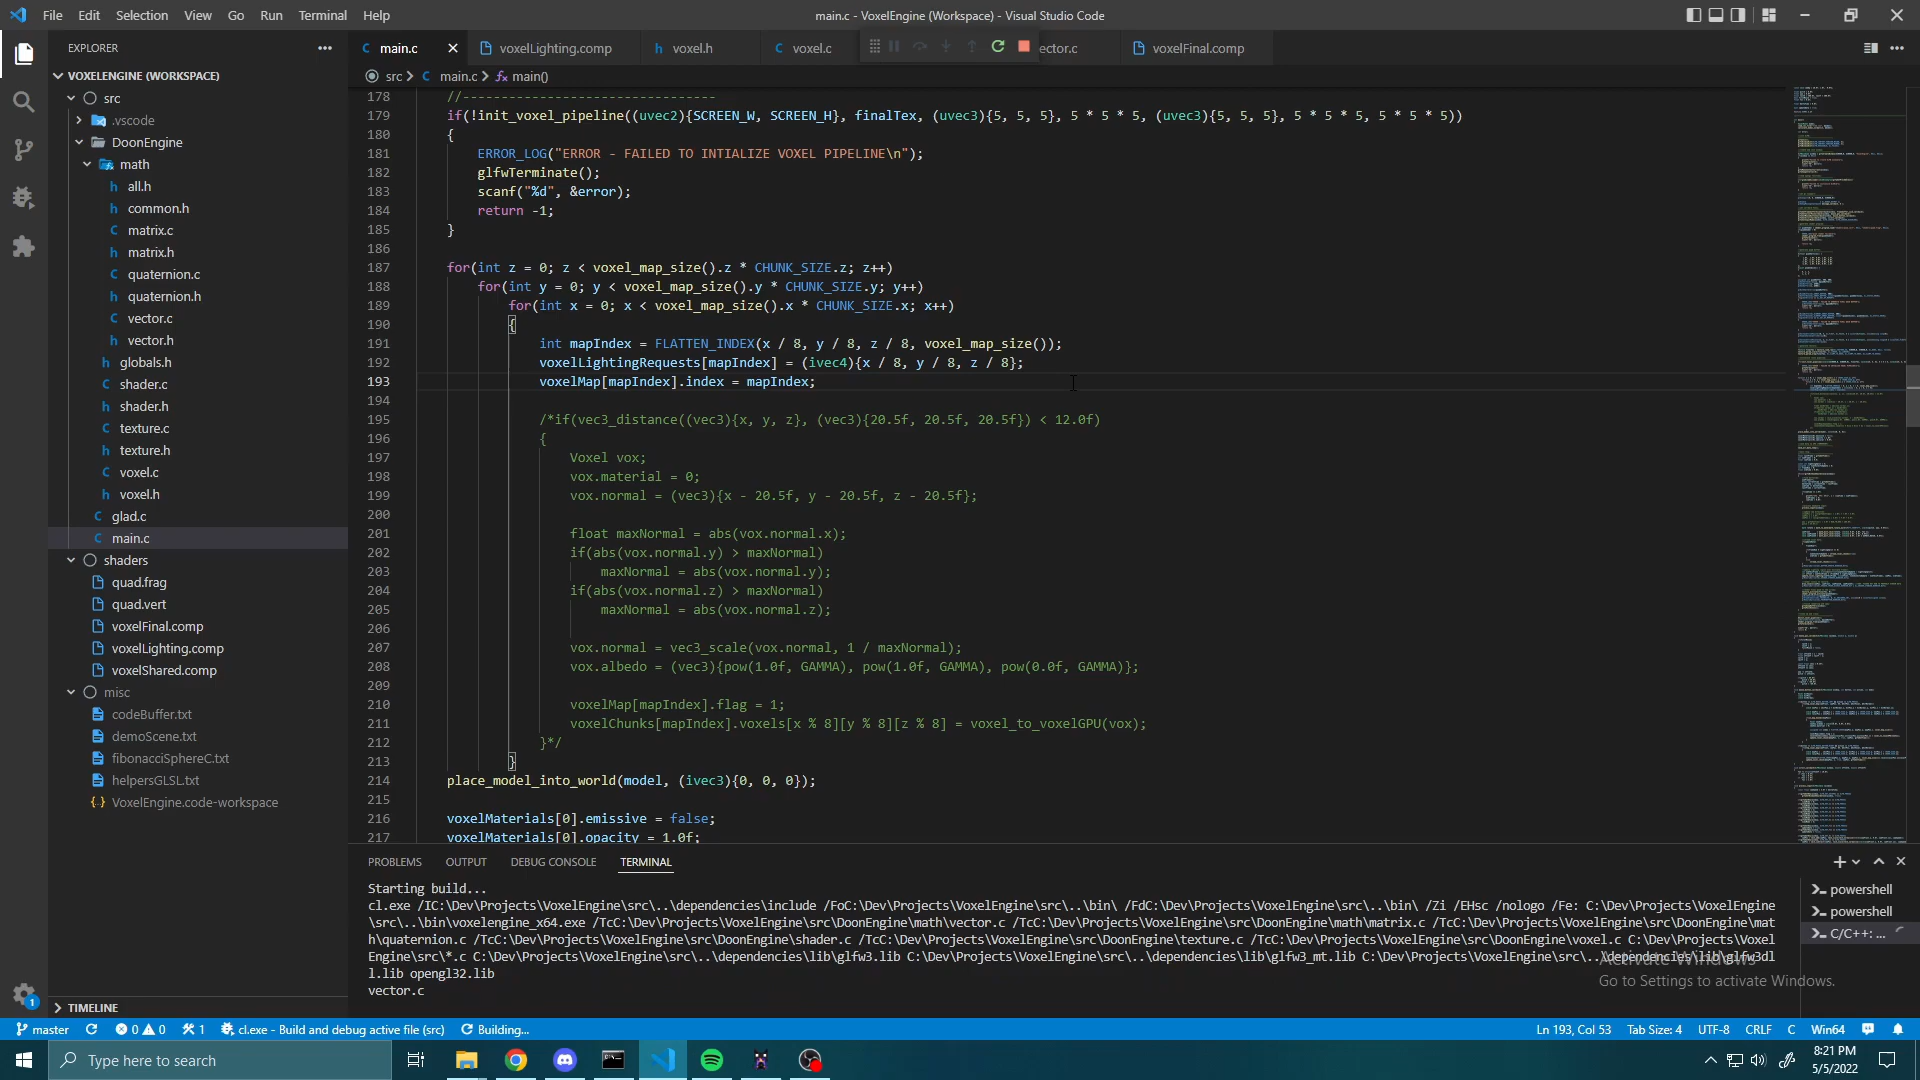 File Edit Selection View Go Run Terminal Help
main.c - VoxelEngine (Workspace) - Visual Studio Code
EXPLORER
main.c
voxelLighting.comp
voxel.h
voxel.c
ector.c
voxelFinal.comp
src > C main.c > main()
VOXELENGINE (WORKSPACE)
src
.vscode
DoonEngine
math
h all.h
h common.h
C matrix.c
h matrix.h
C quaternion.c
h quaternion.h
C vector.c
h vector.h
h globals.h
C shader.c
h shader.h
C texture.c
h texture.h
C voxel.c
h voxel.h
C glad.c
C main.c
shaders
quad.frag
quad.vert
voxelFinal.comp
voxelLighting.comp
voxelShared.comp
misc
codeBuffer.txt
demoScene.txt
fibonacciSphereC.txt
helpersGLSL.txt
{} VoxelEngine.code-workspace
TIMELINE
178 //---------------------------------
179 if(!init_voxel_pipeline((uvec2){SCREEN_W, SCREEN_H}, finalTex, (uvec3){5, 5, 5}, 5 * 5 * 5, (uvec3){5, 5, 5}, 5 * 5 * 5, 5 * 5 * 5))
180 {
181 ERROR_LOG("ERROR - FAILED TO INTIALIZE VOXEL PIPELINE\n");
182 glfwTerminate();
183 scanf("%d", &error);
184 return -1;
185 }
186
187 for(int z = 0; z < voxel_map_size().z * CHUNK_SIZE.z; z++)
188 for(int y = 0; y < voxel_map_size().y * CHUNK_SIZE.y; y++)
189 for(int x = 0; x < voxel_map_size().x * CHUNK_SIZE.x; x++)
190 {
191 int mapIndex = FLATTEN_INDEX(x / 8, y / 8, z / 8, voxel_map_size());
192 voxelLightingRequests[mapIndex] = (ivec4){x / 8, y / 8, z / 8};
193 voxelMap[mapIndex].index = mapIndex;
194
195 /*if(vec3_distance((vec3){x, y, z}, (vec3){20.5f, 20.5f, 20.5f}) < 12.0f)
196 {
197 Voxel vox;
198 vox.material = 0;
199 vox.normal = (vec3){x - 20.5f, y - 20.5f, z - 20.5f};
200
201 float maxNormal = abs(vox.normal.x);
202 if(abs(vox.normal.y) > maxNormal)
203 maxNormal = abs(vox.normal.y);
204 if(abs(vox.normal.z) > maxNormal)
205 maxNormal = abs(vox.normal.z);
206
207 vox.normal = vec3_scale(vox.normal, 1 / maxNormal);
208 vox.albedo = (vec3){pow(1.0f, GAMMA), pow(1.0f, GAMMA), pow(0.0f, GAMMA)};
209
210 voxelMap[mapIndex].flag = 1;
211 voxelChunks[mapIndex].voxels[x % 8][y % 8][z % 8] = voxel_to_voxelGPU(vox);
212 }*/
213 }
214 place_model_into_world(model, (ivec3){0, 0, 0});
215
216 voxelMaterials[0].emissive = false;
217 voxelMaterials[0].opacity = 1.0f;
PROBLEMS OUTPUT DEBUG CONSOLE TERMINAL
Starting build...
cl.exe /IC:\Dev\Projects\VoxelEngine\src\..\dependencies\include /FoC:\Dev\Projects\VoxelEngine\src\..\bin\ /FdC:\Dev\Projects\VoxelEngine\src\..\bin\ /Zi /EHsc /nologo /Fe: C:\Dev\Projects\VoxelEngine
\src\..\bin\voxelengine_x64.exe /TcC:\Dev\Projects\VoxelEngine\src\DoonEngine\math\vector.c /TcC:\Dev\Projects\VoxelEngine\src\DoonEngine\math\matrix.c /TcC:\Dev\Projects\VoxelEngine\src\DoonEngine\mat
h\quaternion.c /TcC:\Dev\Projects\VoxelEngine\src\DoonEngine\shader.c /TcC:\Dev\Projects\VoxelEngine\src\DoonEngine\texture.c /TcC:\Dev\Projects\VoxelEngine\src\DoonEngine\voxel.c C:\Dev\Projects\Voxel
Engine\src\*.c C:\Dev\Projects\VoxelEngine\src\..\dependencies\lib\glfw3.lib C:\Dev\Projects\VoxelEngine\src\..\dependencies\lib\glfw3_mt.lib C:\Dev\Projects\VoxelEngine\src\..\dependencies\lib\glfw3dl
l.lib opengl32.lib
vector.c
powershell
powershell
C/C++: ...
Activate Windows
Go to Settings to activate Windows.
master 0 0 1 cl.exe - Build and debug active file (src) Building...
Ln 193, Col 53 Tab Size: 4 UTF-8 CRLF C Win64
Type here to search
8:21 PM
5/5/2022